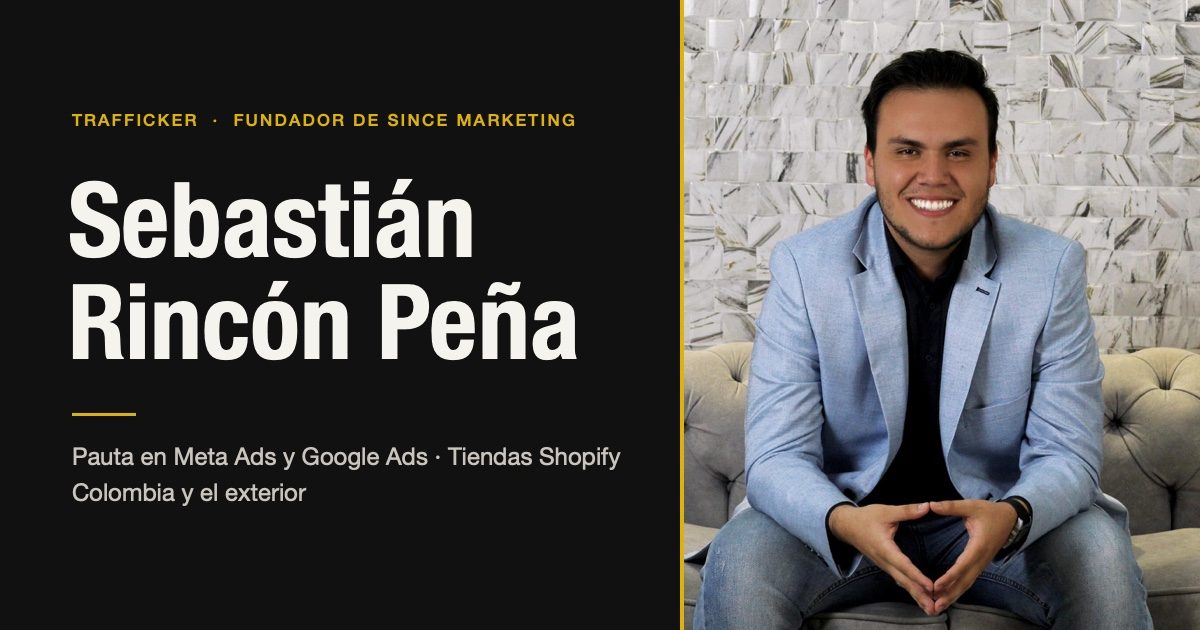 TRAFFICKER · FUNDADOR DE SINCE MARKETING
Sebastián
Rincón Peña
Pauta en Meta Ads y Google Ads · Tiendas Shopify
Colombia y el exterior